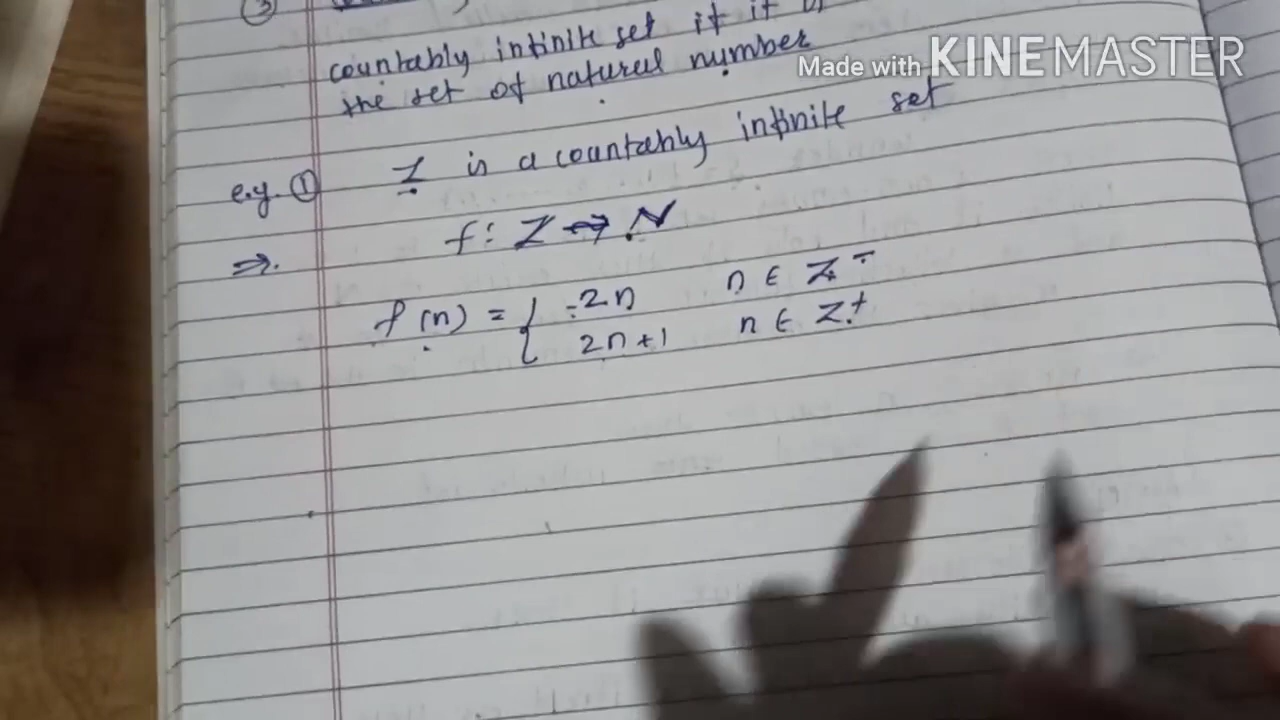 ③
countably infinite set if it
the set of natural number
Made with KINEMASTER
e.g. ① Z is a countably infinite set
⇒. f: Z → N
f(n) = { -2n n ∈ Z⁻
2n+1 n ∈ Z⁺